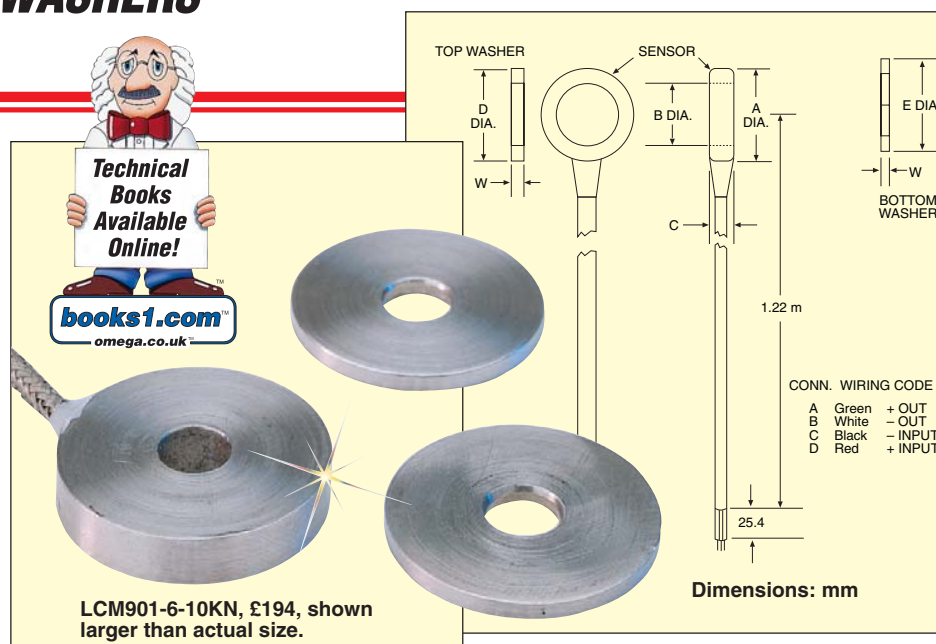 WASHERS
Technical
Books
Available
Online!
™
books1.com™
omega.co.uk™
LCM901-6-10KN, £194, shown
larger than actual size.
TOP WASHER
SENSOR
D
DIA.
B DIA.
A
DIA.
E DIA
W
W
BOTTOM
WASHER
C
1.22 m
CONN. WIRING CODE
A Green + OUT
B White – OUT
C Black – INPUT
D Red + INPUT
25.4
Dimensions: mm